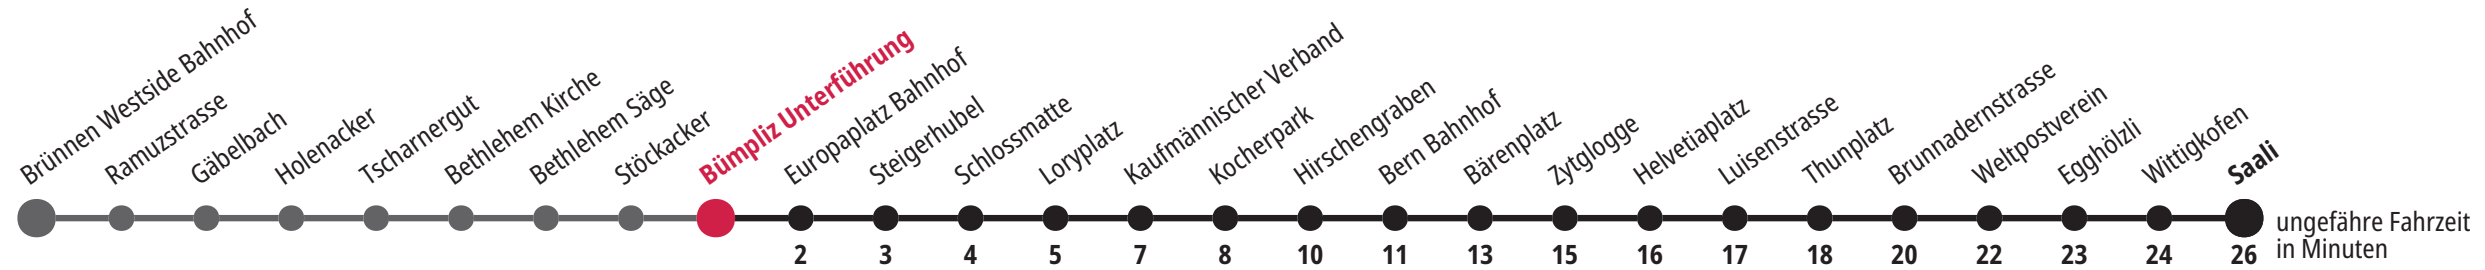 Brünnen Westside Bahnhof
Ramuzstrasse
Gäbelbach
Holenacker
Tscharnergut
Bethlehem Kirche
Bethlehem Säge
Stöckacker
Bümpliz Unterführung
Europaplatz Bahnhof
Steigerhubel
Schlossmatte
Loryplatz
Kaufmännischer Verband
Kocherpark
Hirschengraben
Bern Bahnhof
Bärenplatz
Zytglogge
Helvetiaplatz
Luisenstrasse
Thunplatz
Brunnadernstrasse
Weltpostverein
Egghölzli
Wittigkofen
Saali
2 3 4 5 7 8 10 11 13 15 16 17 18 20 22 23 24 26
ungefähre Fahrzeit
in Minuten